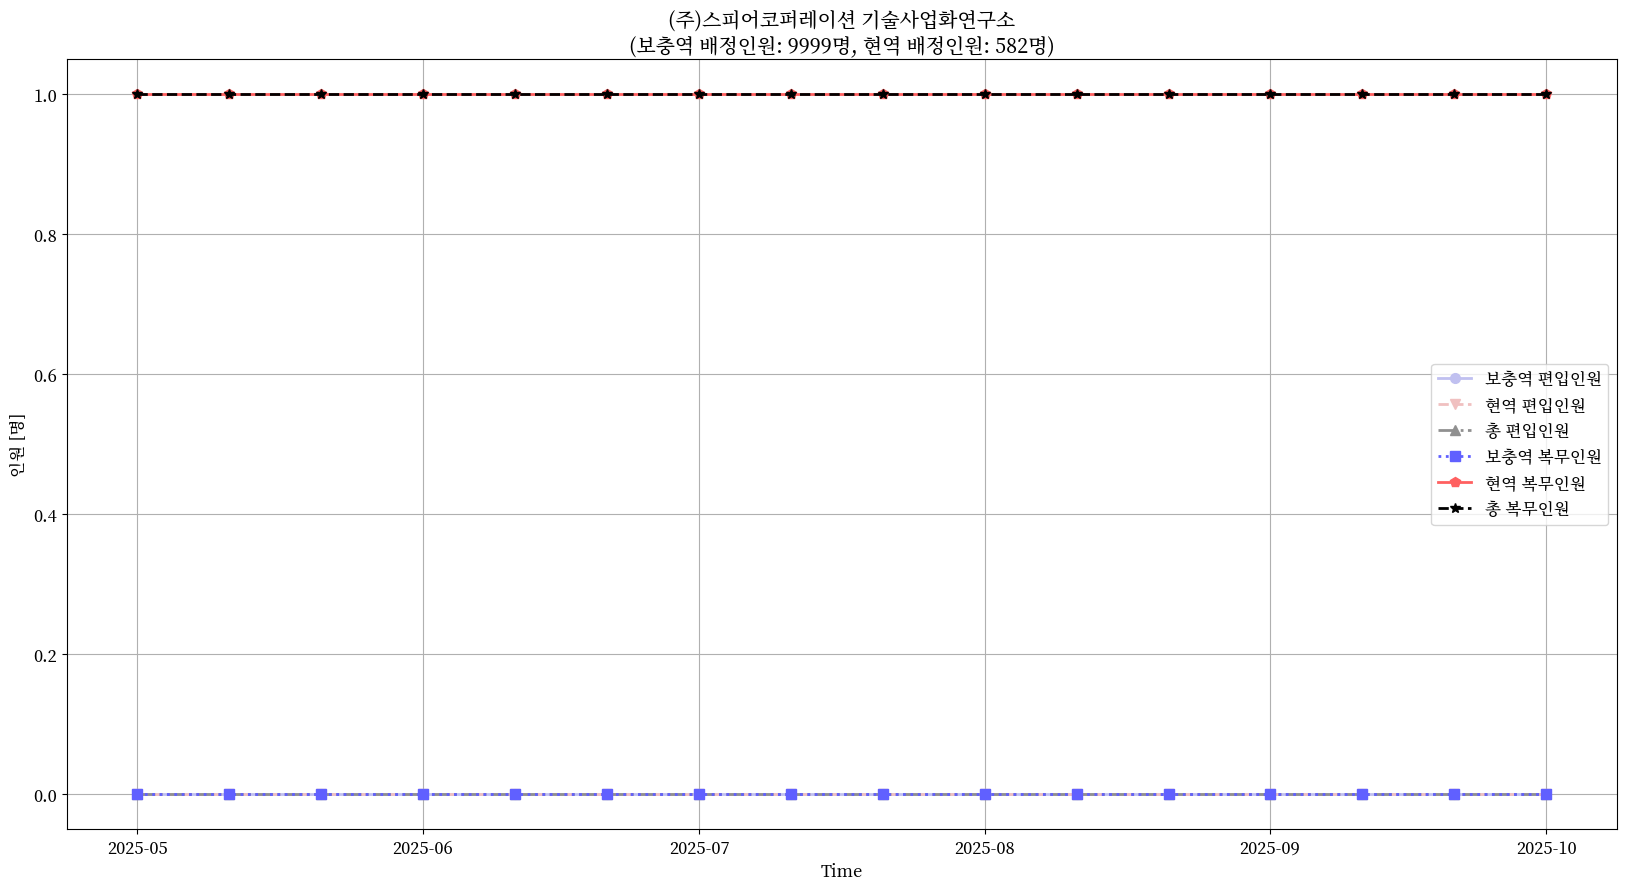 (주)스피어코퍼레이션 기술사업화연구소
(보충역 배정인원: 9999명, 현역 배정인원: 582명)
1.0
0.8
0.6
0.4
0.2
0.0
인원 [명]
보충역 편입인원
현역 편입인원
총 편입인원
보충역 복무인원
현역 복무인원
총 복무인원
2025-05 2025-06 2025-07 2025-08 2025-09 2025-10
Time